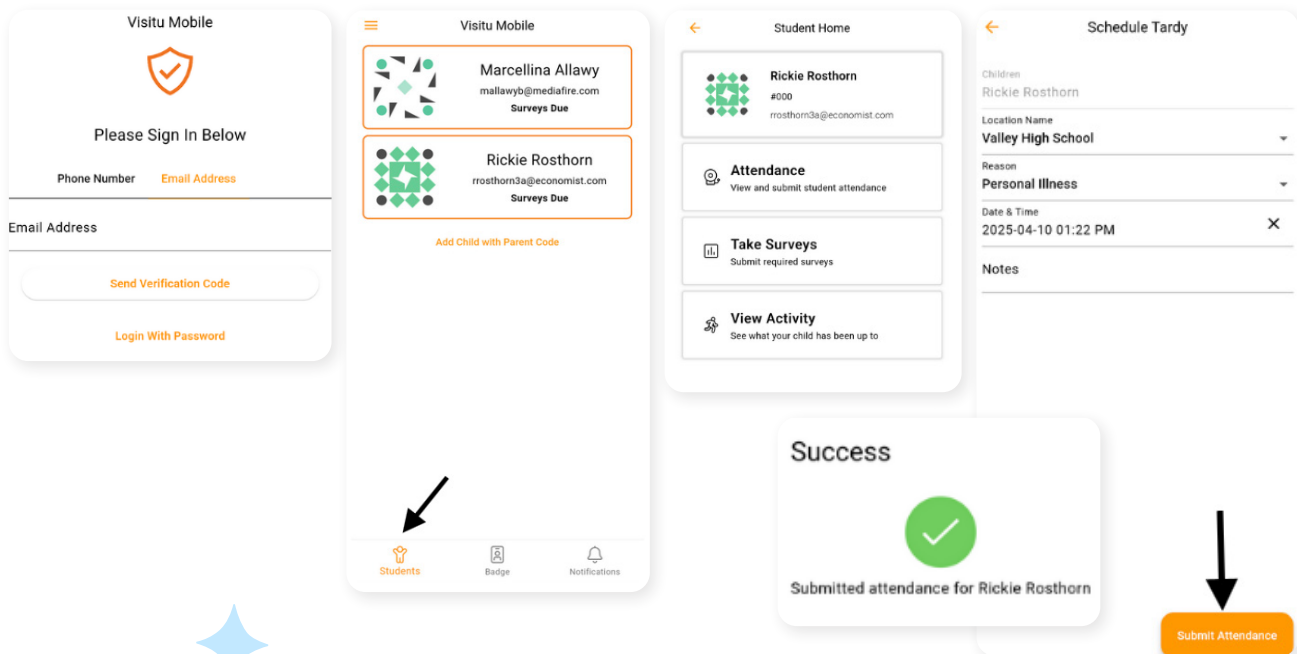 Visitu Mobile
Please Sign In Below
Phone Number
Email Address
Email Address
Send Verification Code
Login With Password
Visitu Mobile
Marcellina Allawy
mallawyb@mediafire.com
Surveys Due
Rickie Rosthorn
rrosthorn3a@economist.com
Surveys Due
Add Child with Parent Code
Students
Badge
Notifications
Student Home
Rickie Rosthorn
#000
rrosthorn3a@economist.com
Attendance
View and submit student attendance
Take Surveys
Submit required surveys
View Activity
See what your child has been up to
Schedule Tardy
Children
Rickie Rosthorn
Location Name
Valley High School
Reason
Personal Illness
Date & Time
2025-04-10 01:22 PM
Notes
Success
Submitted attendance for Rickie Rosthorn
Submit Attendance